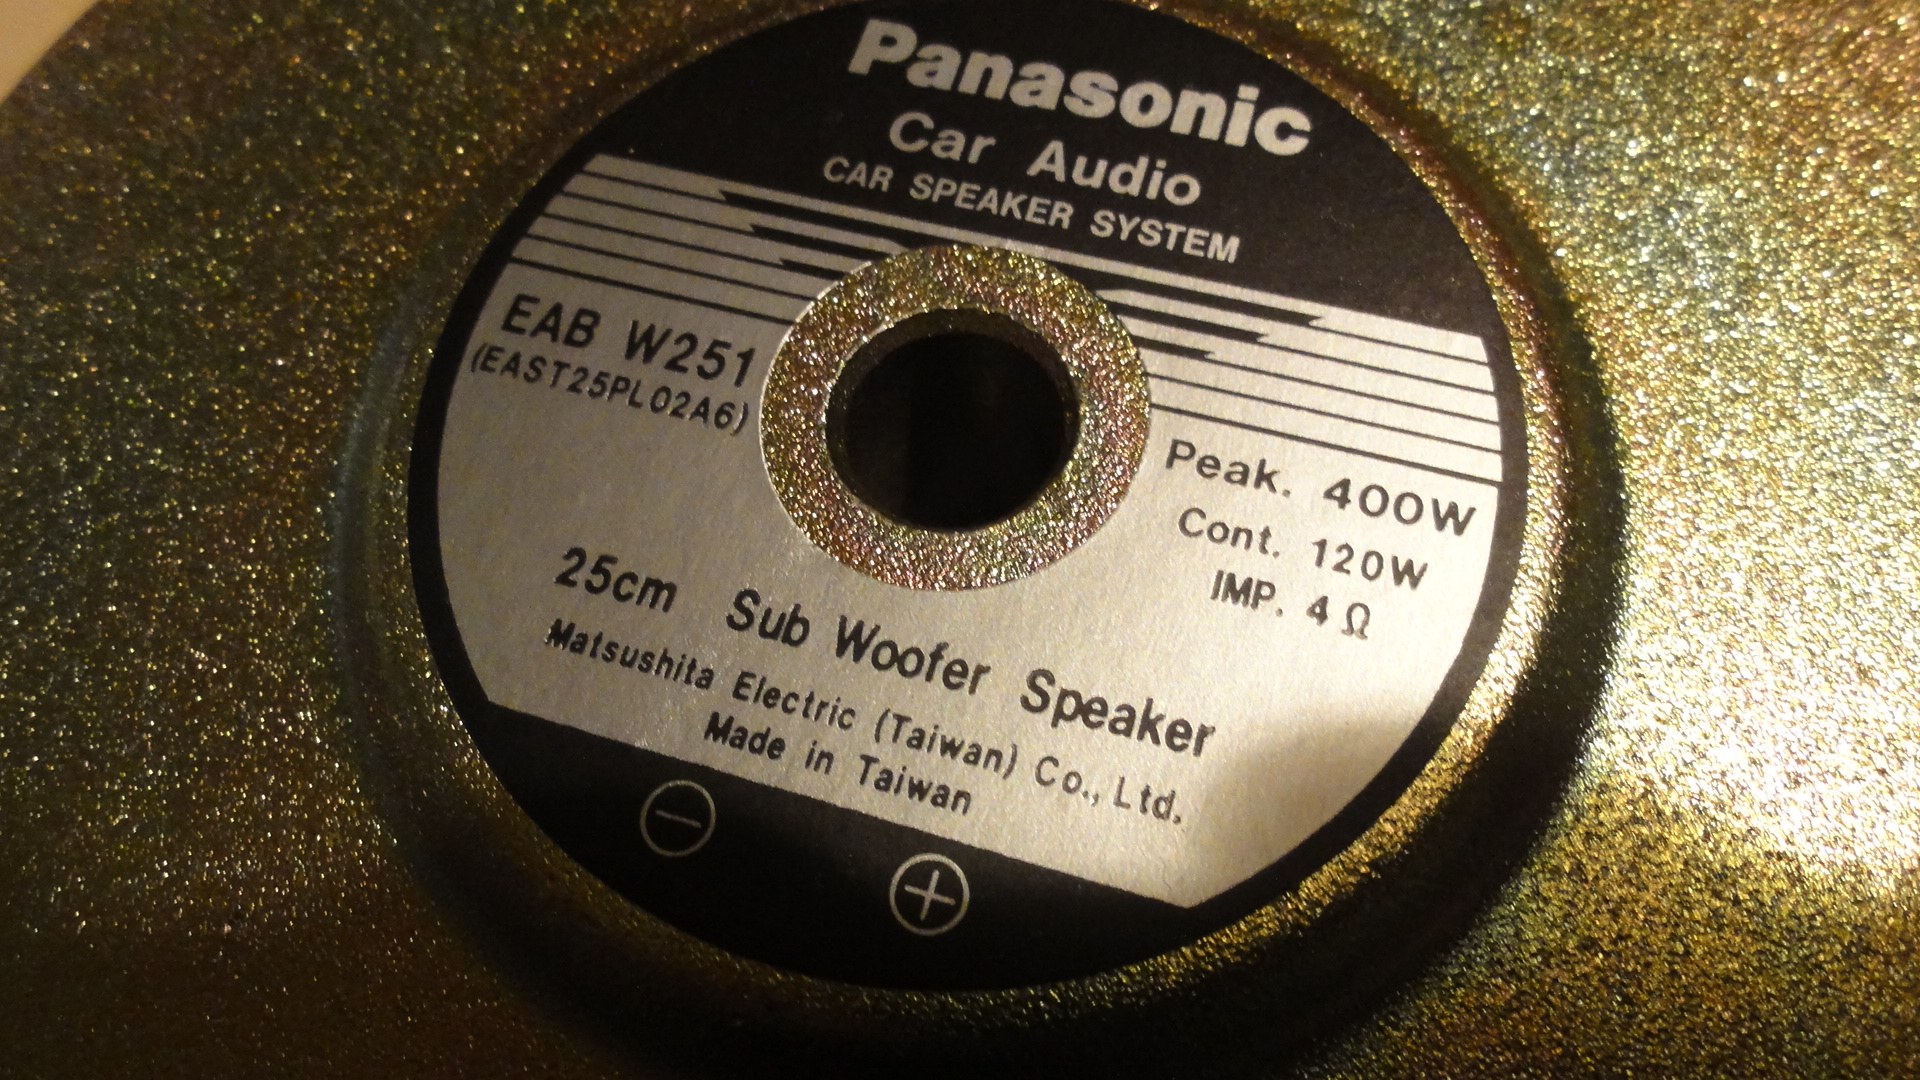 Panasonic
Car Audio
CAR SPEAKER SYSTEM
EAB W251
(EAST25PL02A6)
Peak. 400W
Cont. 120W
IMP. 4 Ω
25cm Sub Woofer Speaker
Matsushita Electric (Taiwan) Co., Ltd.
Made in Taiwan
− +